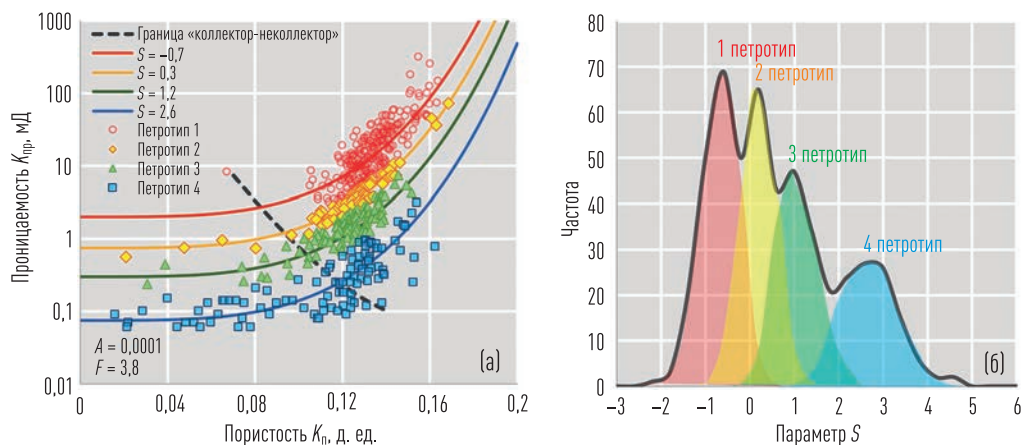 1000
100
10
1
0,1
0,01
Проницаемость Kпр, мД
Граница «коллектор-неколлектор»
S = –0,7
S = 0,3
S = 1,2
S = 2,6
Петротип 1
Петротип 2
Петротип 3
Петротип 4
A = 0,0001
F = 3,8
(а)
0 0,04 0,08 0,12 0,16 0,2
Пористость Kп, д. ед.
80
70
60
50
40
30
20
10
0
Частота
1 петротип
2 петротип
3 петротип
4 петротип
(б)
–3 –2 –1 0 1 2 3 4 5 6
Параметр S